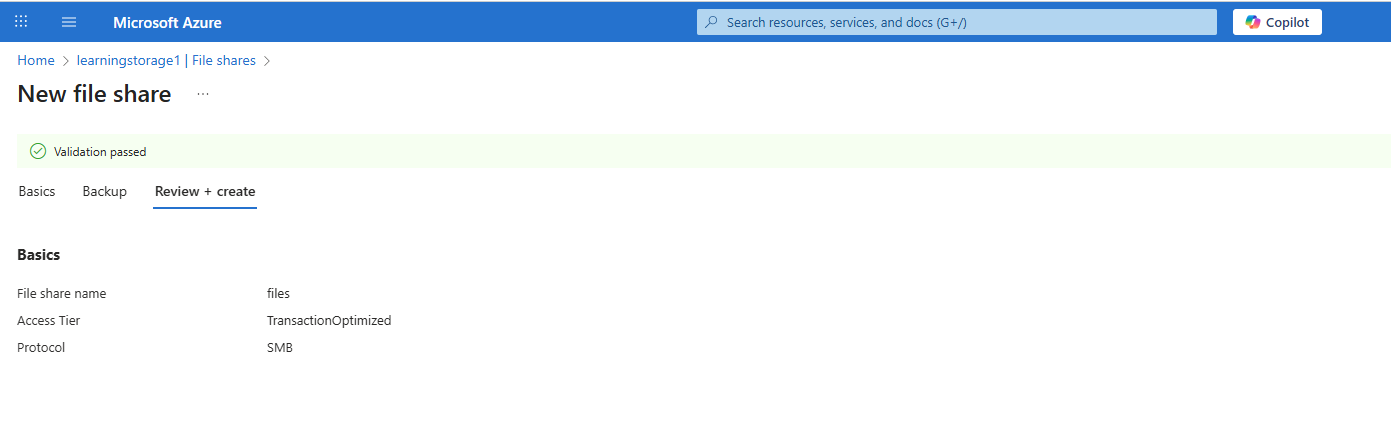 Microsoft Azure
Search resources, services, and docs (G+/)
Copilot
Home > learningstorage1 | File shares >
New file share ...
Validation passed
Basics Backup Review + create
Basics
File share name files
Access Tier TransactionOptimized
Protocol SMB